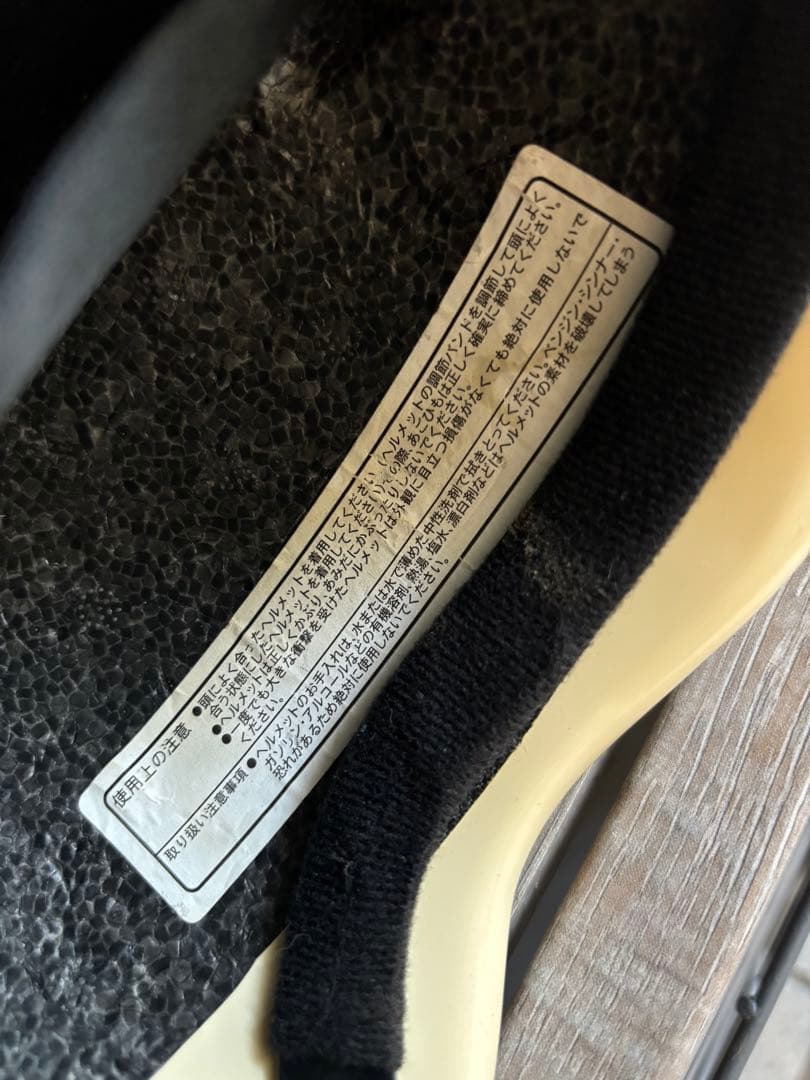 使用上の注意
●頭によく合ったヘルメットを着用してください。(ヘルメットの調節バンドを調節して頭によく
合う状態にしたヘルメットを着用してください)その際、あごひもは正しく確実に締めてください。
●ヘルメットは正しくかぶり、あみだにかぶったりしないでください。
●一度でも大きな衝撃を受けたヘルメットは外観に目立つ損傷がなくても絶対に使用しないで
ください。
取り扱い注意事項
●ヘルメットのお手入れは、水または水で薄めた中性洗剤で拭きとってください。ベンジン・シンナー・
ガソリン・アルコールなどの有機溶剤、熱湯、塩水、漂白剤などはヘルメットの素材を破壊してしまう
恐れがあるため絶対に使用しないでください。